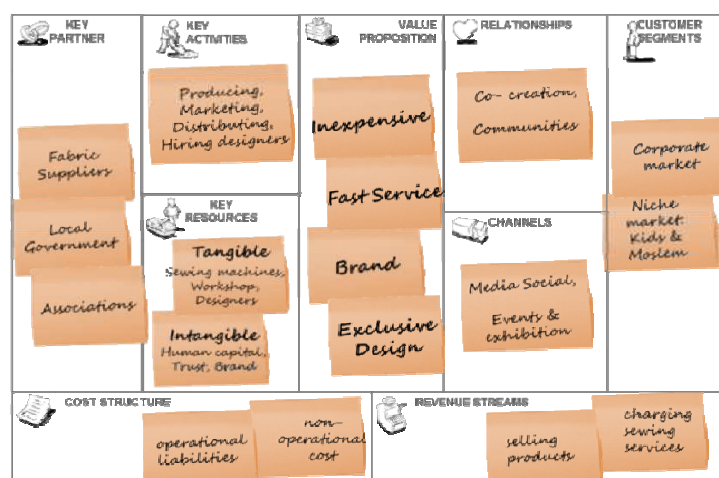 KEY
PARTNER
Fabric
Suppliers
Local
Government
Associations
KEY
ACTIVITIES
Producing,
Marketing,
Distributing,
Hiring designers
KEY
RESOURCES
Tangible
Sewing machines,
Workshop,
Designers
Intangible
Human capital,
Trust, Brand
VALUE
PROPOSITION
Inexpensive
Fast Service
Brand
Exclusive
Design
RELATIONSHIPS
Co- creation,
Communities
CHANNELS
Media Social,
Events &
exhibition
CUSTOMER
SEGMENTS
Corporate
market
Niche
market:
Kids &
Moslem
COST STRUCTURE
operational
liabilities
non-
operational
cost
REVENUE STREAMS
selling
products
charging
sewing
services